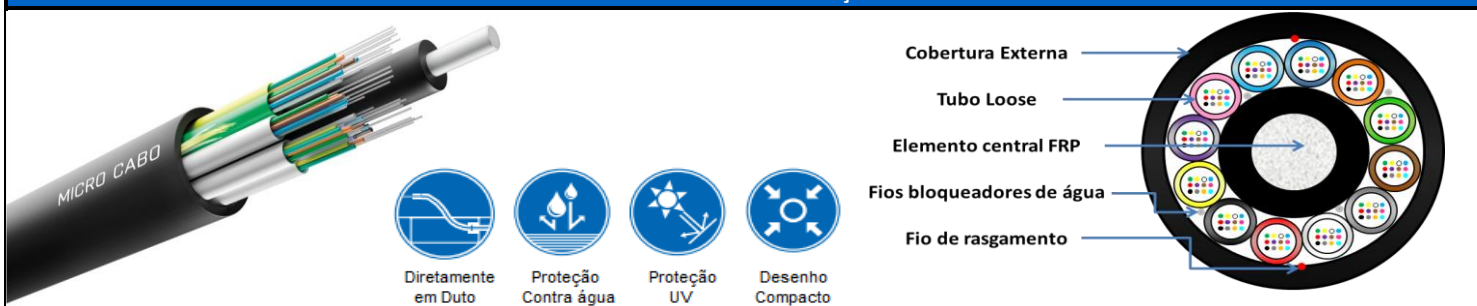 MICRO CABO
Diretamente
em Duto
Proteção
Contra água
Proteção
UV
Desenho
Compacto
Cobertura Externa
Tubo Loose
Elemento central FRP
Fios bloqueadores de água
Fio de rasgamento